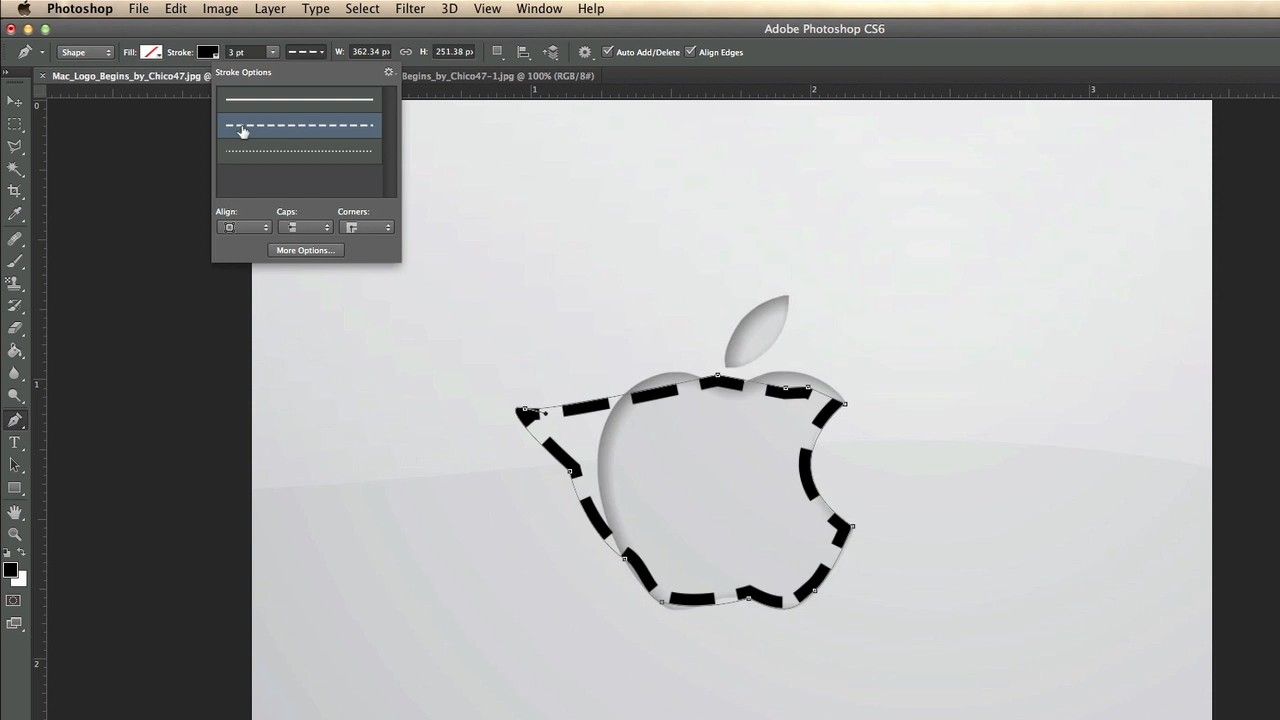 Photoshop File Edit Image Layer Type Select Filter 3D View Window Help
Adobe Photoshop CS6
Shape Fill: Stroke: 3 pt W: 362.34 px H: 251.38 px Auto Add/Delete Align Edges
Mac_Logo_Begins_by_Chico47.jpg @ Begins_by_Chico47-1.jpg @ 100% (RGB/8#)
Stroke Options
1 2 3
0
Align: Caps: Corners:
More Options...
1
T
2